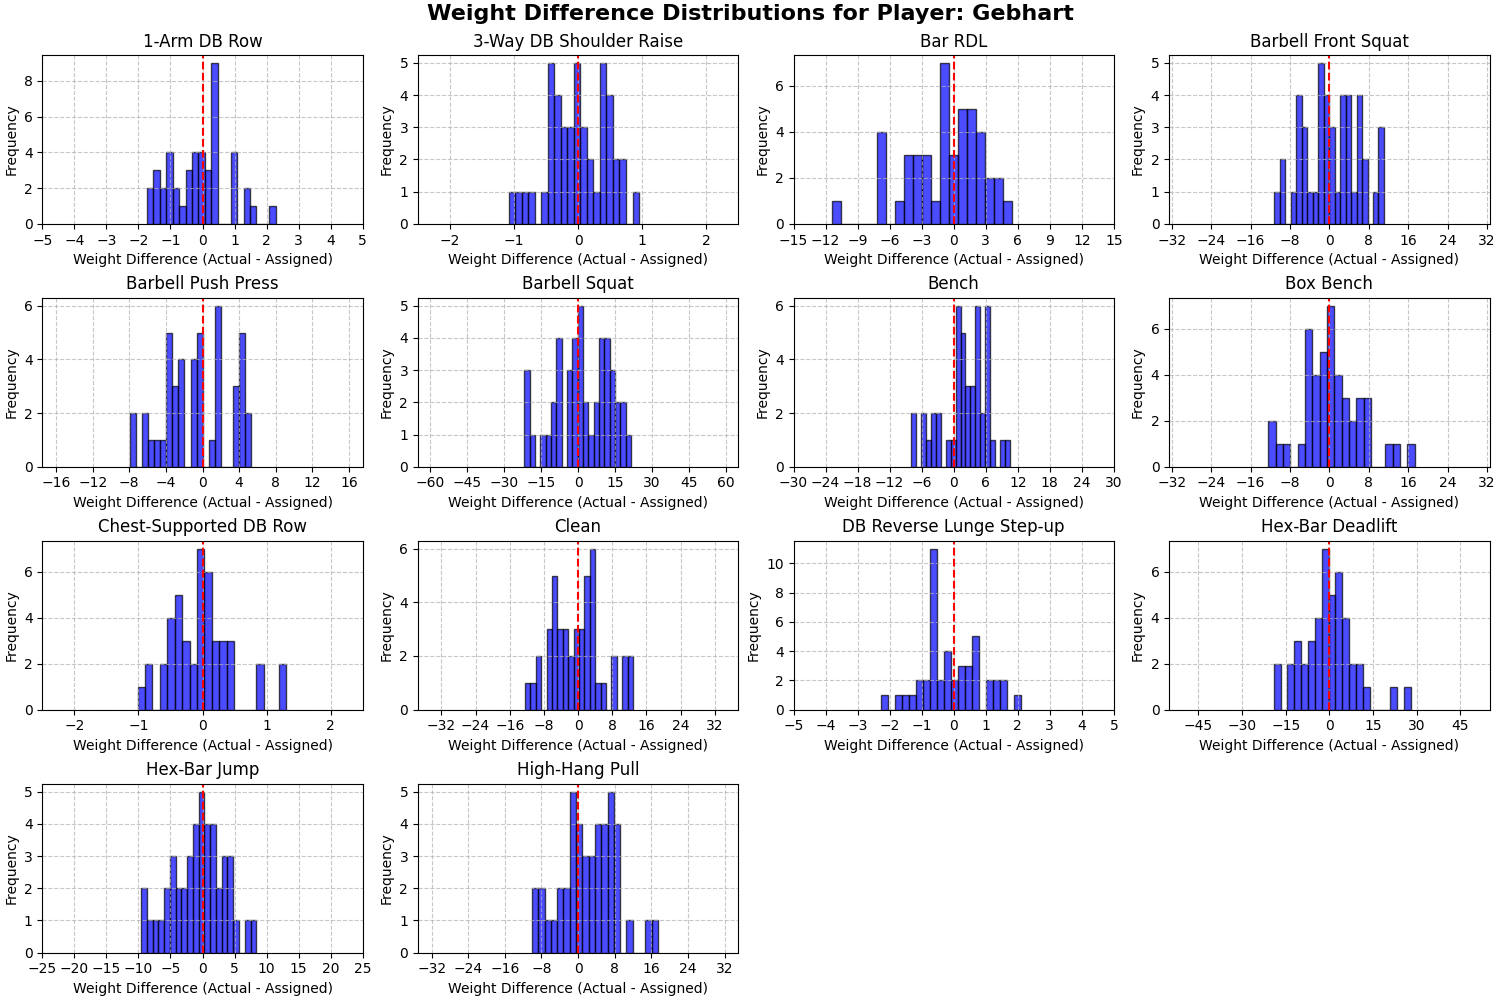 Weight Difference Distributions for Player: Gebhart
1-Arm DB Row
Frequency
0 2 4 6 8
−5 −4 −3 −2 −1 0 1 2 3 4 5
Weight Difference (Actual - Assigned)
3-Way DB Shoulder Raise
Frequency
0 1 2 3 4 5
−2 −1 0 1 2
Weight Difference (Actual - Assigned)
Bar RDL
Frequency
0 2 4 6
−15 −12 −9 −6 −3 0 3 6 9 12 15
Weight Difference (Actual - Assigned)
Barbell Front Squat
Frequency
0 1 2 3 4 5
−32 −24 −16 −8 0 8 16 24 32
Weight Difference (Actual - Assigned)
Barbell Push Press
Frequency
0 2 4 6
−16 −12 −8 −4 0 4 8 12 16
Weight Difference (Actual - Assigned)
Barbell Squat
Frequency
0 1 2 3 4 5
−60 −45 −30 −15 0 15 30 45 60
Weight Difference (Actual - Assigned)
Bench
Frequency
0 2 4 6
−30 −24 −18 −12 −6 0 6 12 18 24 30
Weight Difference (Actual - Assigned)
Box Bench
Frequency
0 2 4 6
−32 −24 −16 −8 0 8 16 24 32
Weight Difference (Actual - Assigned)
Chest-Supported DB Row
Frequency
0 2 4 6
−2 −1 0 1 2
Weight Difference (Actual - Assigned)
Clean
Frequency
0 2 4 6
−32 −24 −16 −8 0 8 16 24 32
Weight Difference (Actual - Assigned)
DB Reverse Lunge Step-up
Frequency
0 2 4 6 8 10
−5 −4 −3 −2 −1 0 1 2 3 4 5
Weight Difference (Actual - Assigned)
Hex-Bar Deadlift
Frequency
0 2 4 6
−45 −30 −15 0 15 30 45
Weight Difference (Actual - Assigned)
Hex-Bar Jump
Frequency
0 1 2 3 4 5
−25 −20 −15 −10 −5 0 5 10 15 20 25
Weight Difference (Actual - Assigned)
High-Hang Pull
Frequency
0 1 2 3 4 5
−32 −24 −16 −8 0 8 16 24 32
Weight Difference (Actual - Assigned)